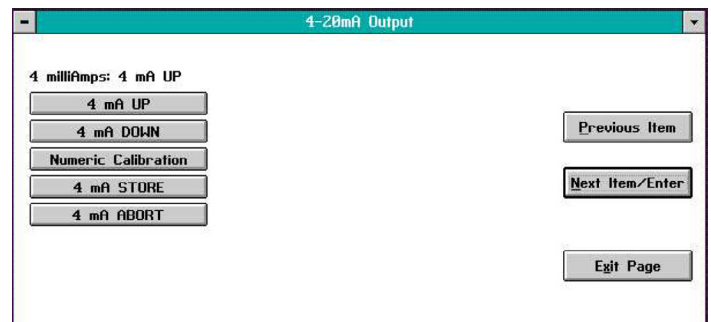 4-20mA Output
4 milliAmps: 4 mA UP
4 mA UP
4 mA DOWN
Numeric Calibration
4 mA STORE
4 mA ABORT
Previous Item
Next Item/Enter
Exit Page